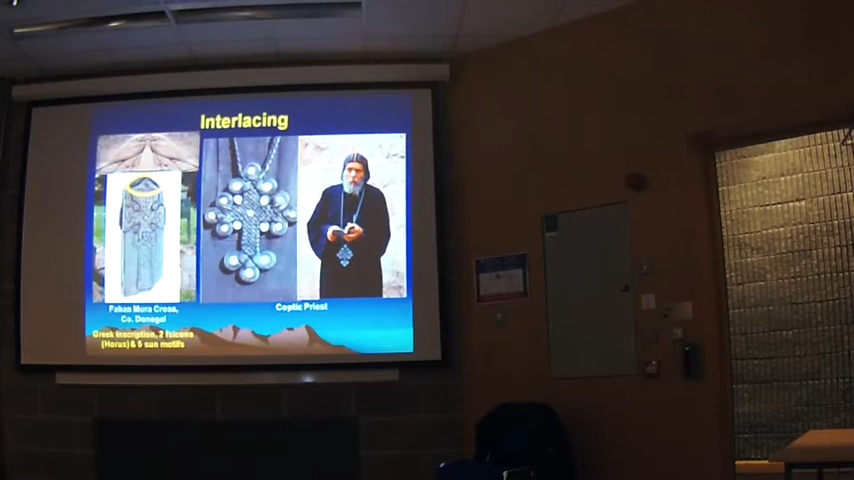 Interlacing
Fahan Mura Cross,
Co. Donegal
Coptic Priest
Greek Inscription, 2 falcons
(Horus) & 5 sun motifs